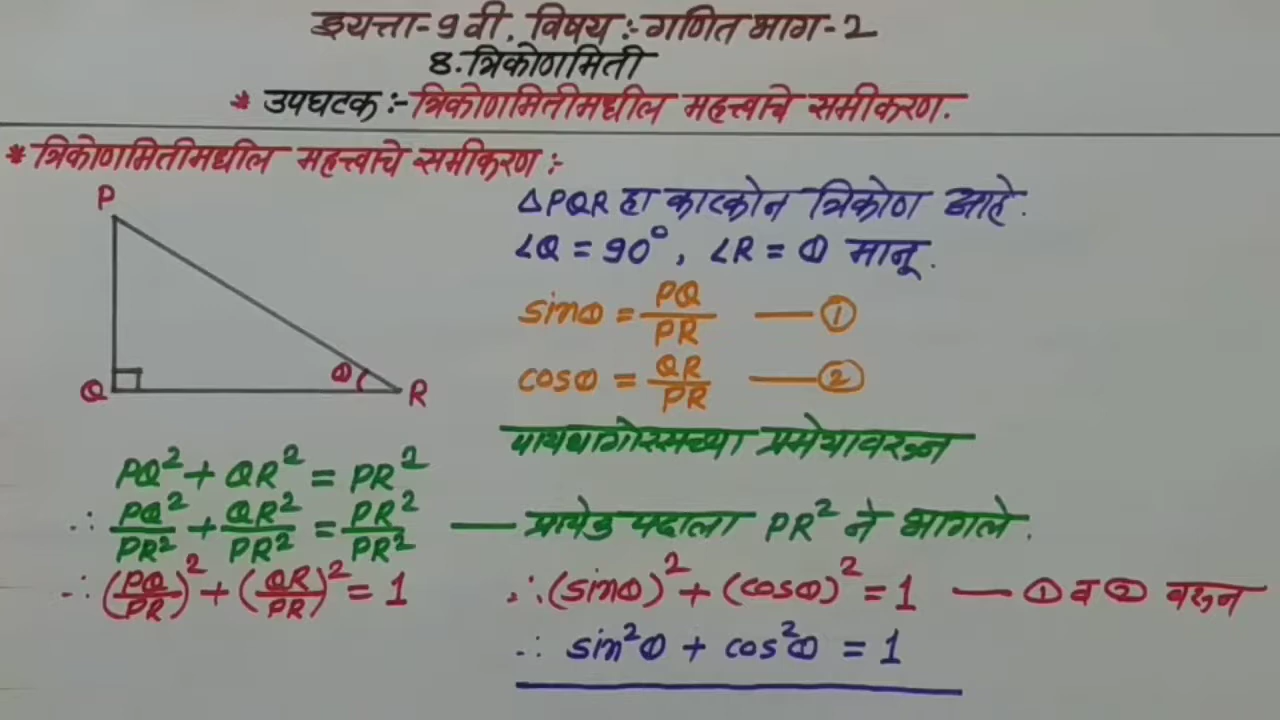 इयत्ता-९वी. विषय :- गणित भाग-2
8. त्रिकोणमिती
* उपघटक :- त्रिकोणमितीमधील महत्त्वाचे समीकरण.
* त्रिकोणमितीमधील महत्त्वाचे समीकरण :-
P
Q
θ
R
△PQR हा काटकोन त्रिकोण आहे.
∠Q = 90°, ∠R = θ मानू.
sinθ = PQ/PR — ①
cosθ = QR/PR — ②
पायथागोरसच्या प्रमेयावरून
PQ² + QR² = PR²
∴ PQ²/PR² + QR²/PR² = PR²/PR² — प्रत्येक पदाला PR² ने भागले.
∴ (PQ/PR)² + (QR/PR)² = 1
∴ (sinθ)² + (cosθ)² = 1 — ① व ② वरून
∴ sin²θ + cos²θ = 1